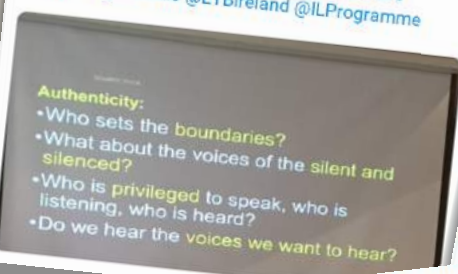 @ETBIreland @ILProgramme
Authenticity:
•Who sets the boundaries?
•What about the voices of the silent and
silenced?
•Who is privileged to speak, who is
listening, who is heard?
•Do we hear the voices we want to hear?